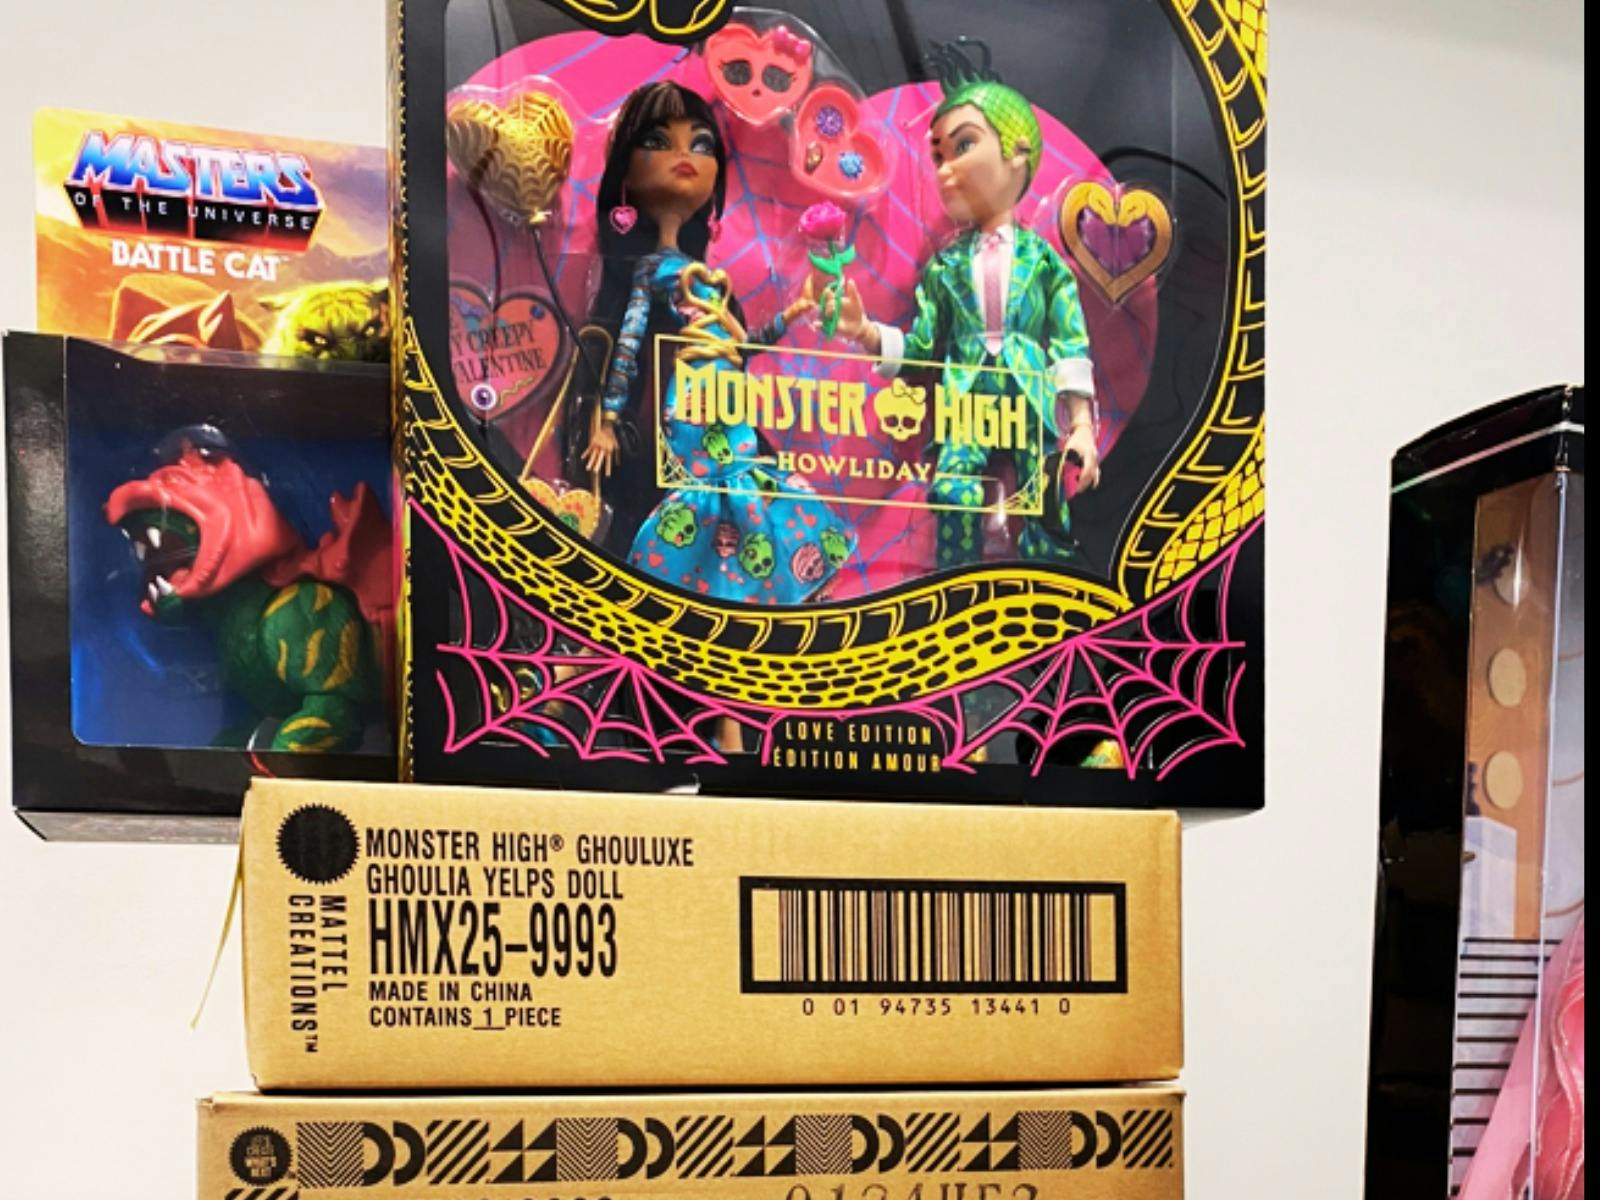 MASTERS
OF THE UNIVERSE
BATTLE CAT
CREEPY
MONSTER HIGH
HOWLIDAY
LOVE EDITION
ÉDITION AMOUR
MATTEL
CREATIONS™
MONSTER HIGH® GHOULUXE
GHOULIA YELPS DOLL
HMX25-9993
MADE IN CHINA
CONTAINS 1 PIECE
0 01 94735 13441 0